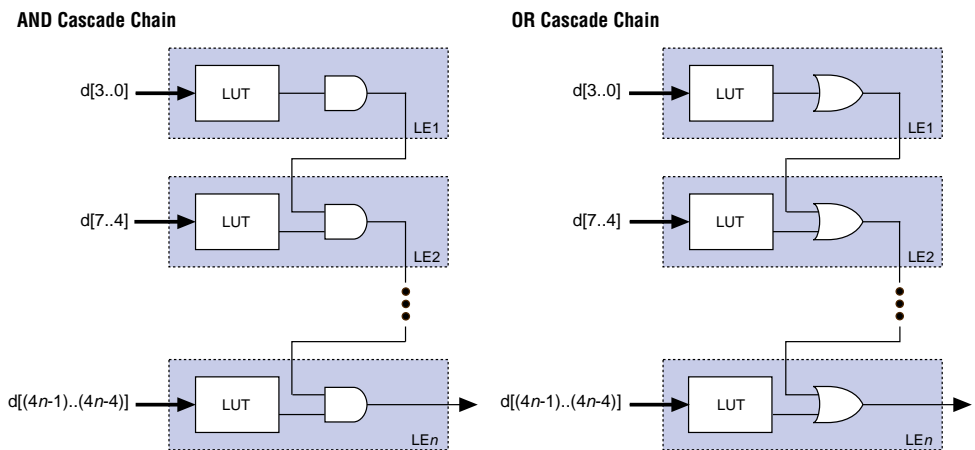 AND Cascade Chain
d[3..0]
LUT
LE1
d[7..4]
LUT
LE2
d[(4n-1)..(4n-4)]
LUT
LEn
OR Cascade Chain
d[3..0]
LUT
LE1
d[7..4]
LUT
LE2
d[(4n-1)..(4n-4)]
LUT
LEn